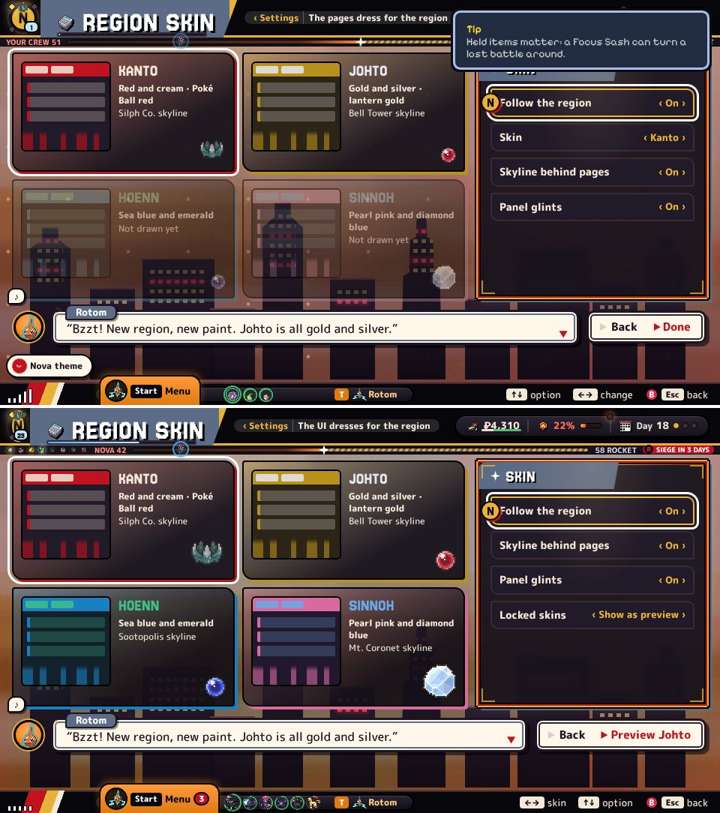 N
1
REGION SKIN
‹ Settings
The pages dress for the region
Tip
Held items matter: a Focus Sash can turn a
lost battle around.
YOUR CREW 51
KANTO
Red and cream · Poké
Ball red
Silph Co. skyline
JOHTO
Gold and silver ·
lantern gold
Bell Tower skyline
HOENN
Sea blue and emerald
Not drawn yet
SINNOH
Pearl pink and diamond
blue
Not drawn yet
N
Follow the region
‹ On ›
Skin
‹ Kanto ›
Skyline behind pages
‹ On ›
Panel glints
‹ On ›
♪
Rotom
“Bzzt! New region, new paint. Johto is all gold and silver.”
Back
Done
Nova theme
Start Menu
T Rotom
↑↓ option
←→ change
B Esc back
23
REGION SKIN
‹ Settings
The UI dresses for the region
₽4,310
22%
Day 18
NOVA 42
58 ROCKET
SIEGE IN 3 DAYS
KANTO
Red and cream · Poké
Ball red
Silph Co. skyline
JOHTO
Gold and silver ·
lantern gold
Bell Tower skyline
HOENN
Sea blue and emerald
Sootopolis skyline
SINNOH
Pearl pink and diamond
blue
Mt. Coronet skyline
SKIN
N
Follow the region
‹ On ›
Skyline behind pages
‹ On ›
Panel glints
‹ On ›
Locked skins
‹ Show as preview ›
♪
Rotom
“Bzzt! New region, new paint. Johto is all gold and silver.”
Back
Preview Johto
Start Menu 3
T Rotom
←→ skin
↑↓ option
B Esc back